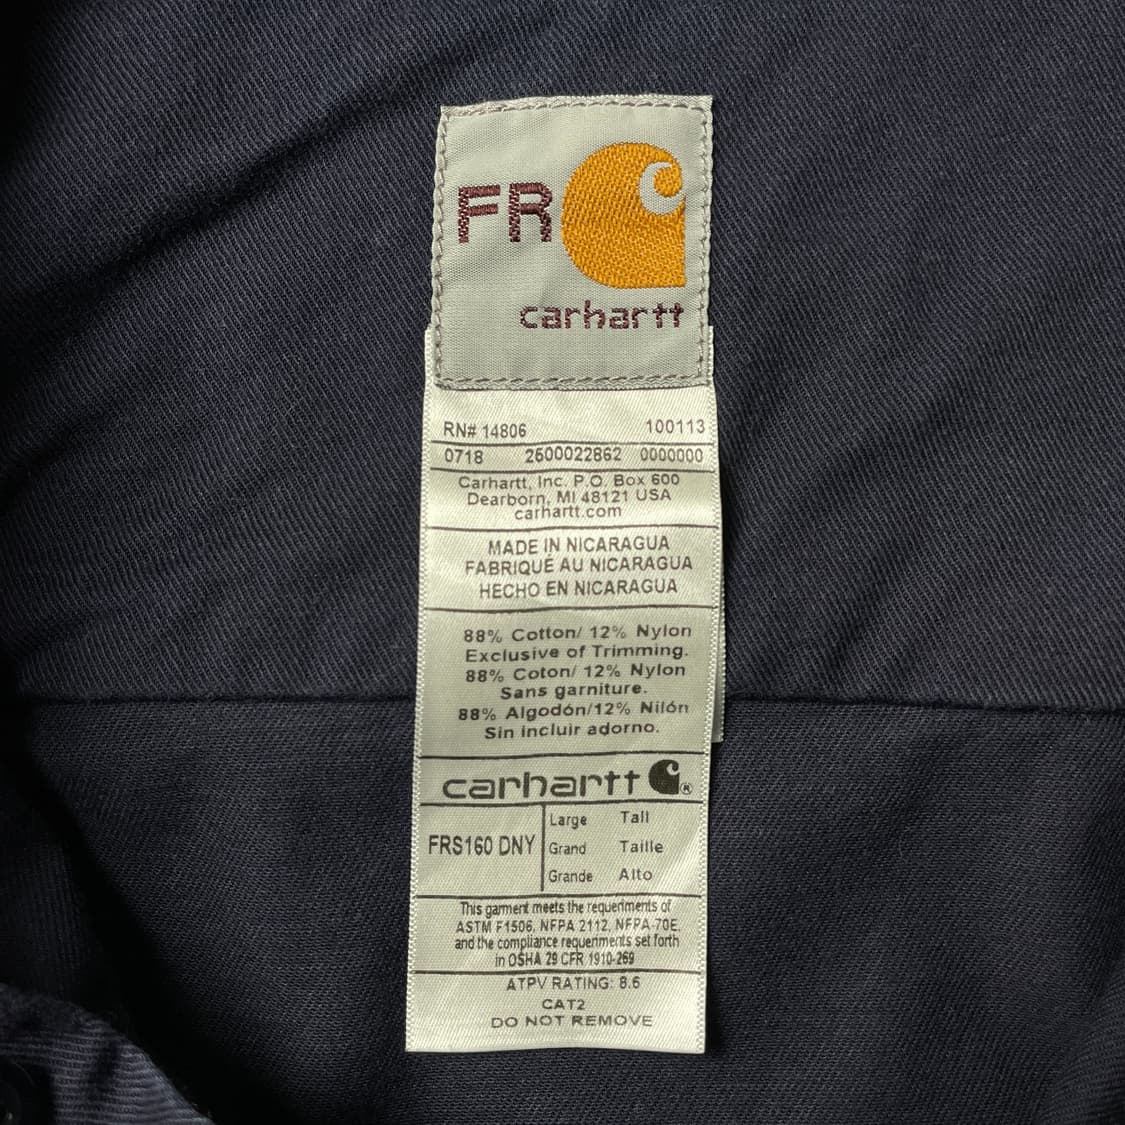 FR
carhartt
RN# 14806 100113
0718 2600022862 0000000
Carhartt, Inc. P.O. Box 600
Dearborn, MI 48121 USA
carhartt.com
MADE IN NICARAGUA
FABRIQUÉ AU NICARAGUA
HECHO EN NICARAGUA
88% Cotton/ 12% Nylon
Exclusive of Trimming.
88% Coton/ 12% Nylon
Sans garniture.
88% Algodón/12% Nilón
Sin incluir adorno.
carhartt ®
FRS160 DNY
Large Tall
Grand Taille
Grande Alto
This garment meets the requeriments of
ASTM F1506, NFPA 2112, NFPA-70E,
and the compliance requeriments set forth
in OSHA 29 CFR 1910-269
ATPV RATING: 8.6
CAT2
DO NOT REMOVE